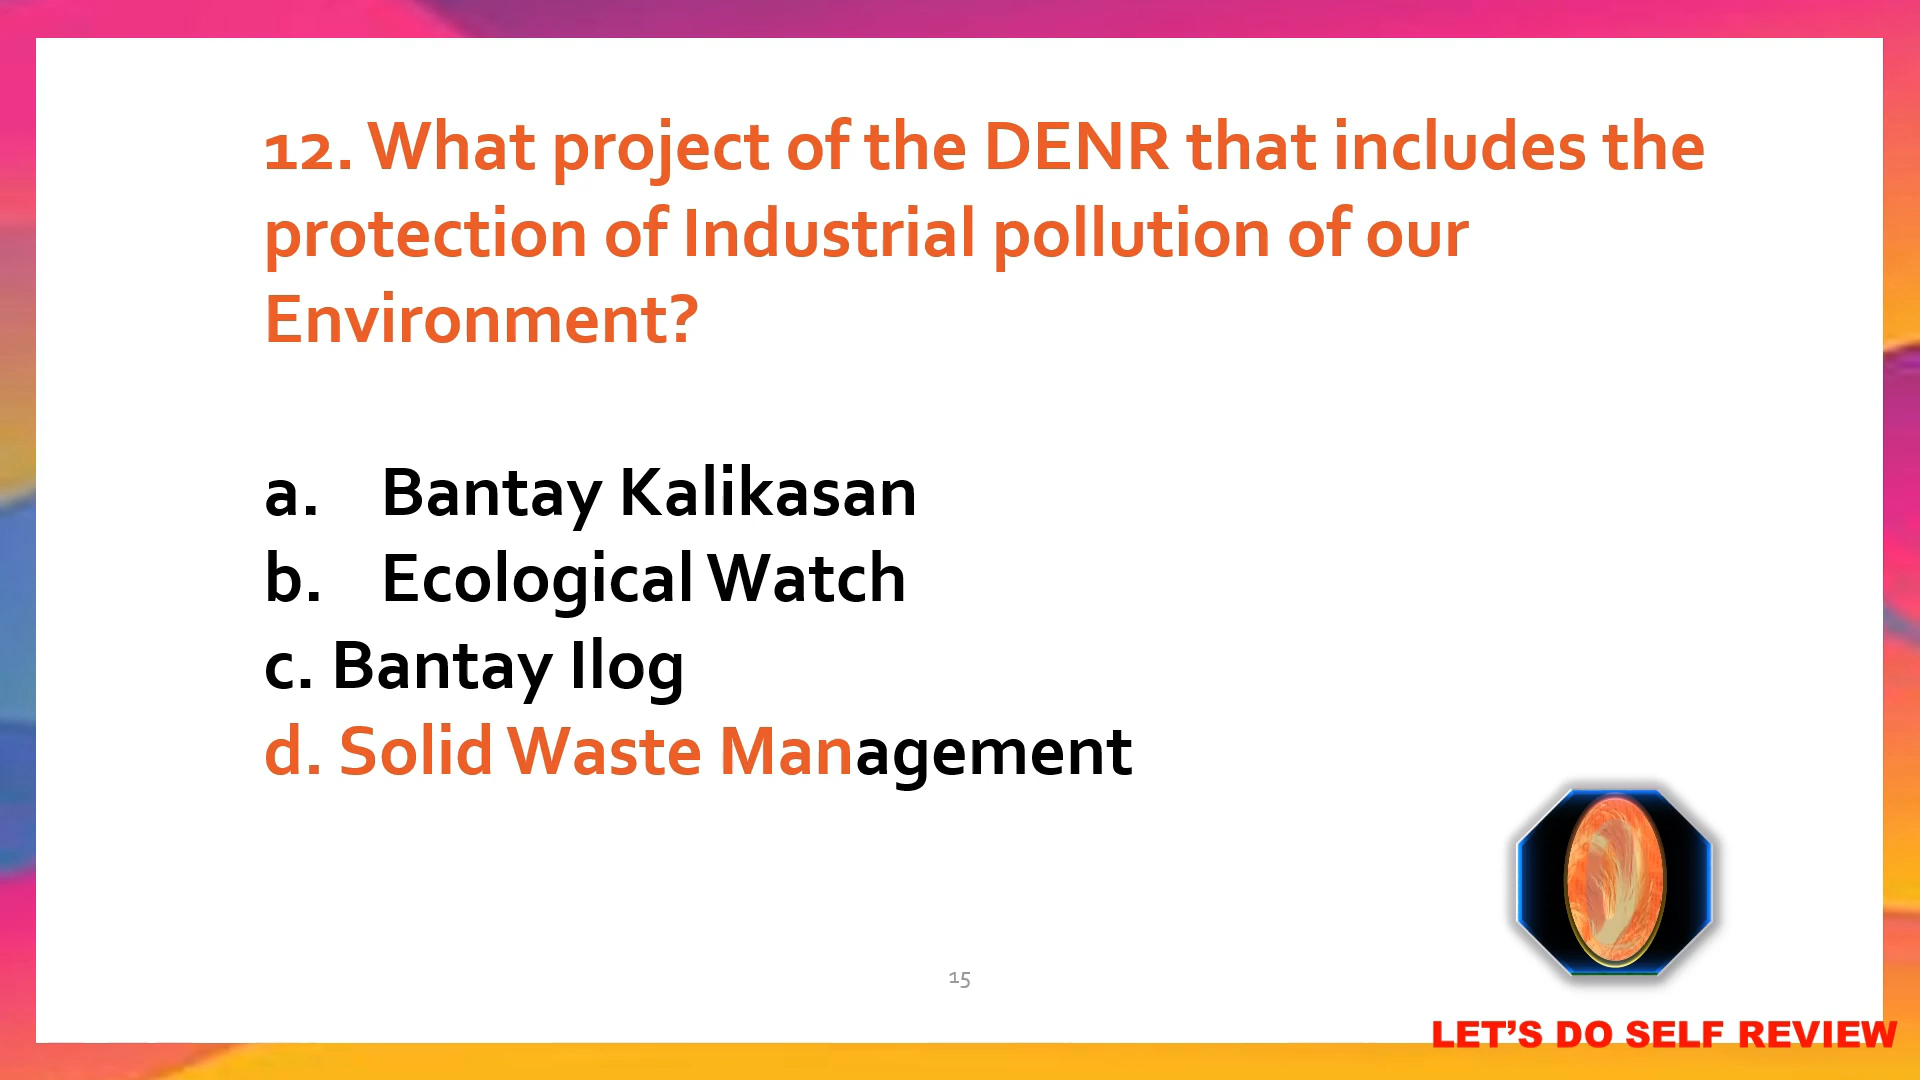 12. What project of the DENR that includes the
protection of Industrial pollution of our
Environment?
a. Bantay Kalikasan
b. Ecological Watch
c. Bantay Ilog
d. Solid Waste Management
15
LET’S DO SELF REVIEW